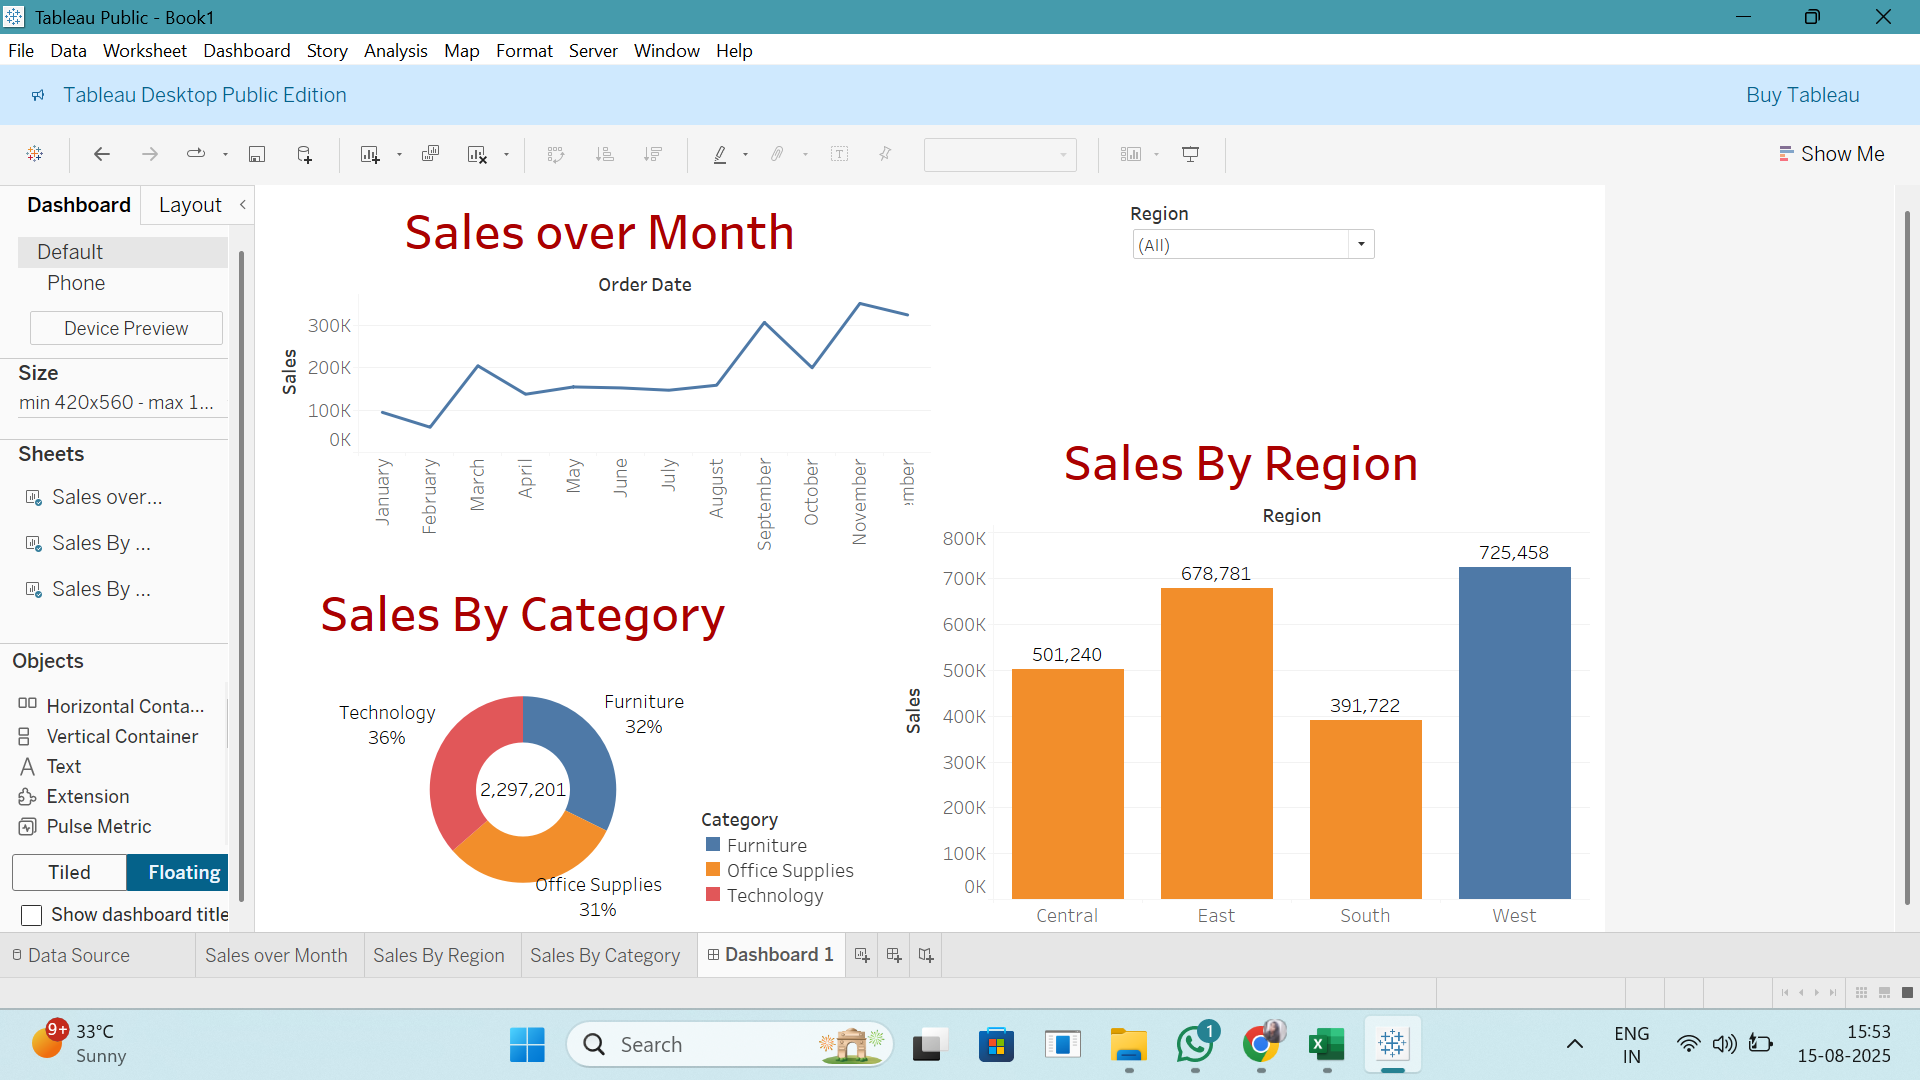 Tableau Public - Book1
File Data Worksheet Dashboard Story Analysis Map Format Server Window Help
Tableau Desktop Public Edition
Buy Tableau
Show Me
Dashboard
Layout
Default
Phone
Device Preview
Size
min 420x560 - max 1...
Sheets
Sales over...
Sales By ...
Sales By ...
Objects
Horizontal Conta...
Vertical Container
Text
Extension
Pulse Metric
Tiled
Floating
Show dashboard title
Sales over Month
Order Date
Sales
300K
200K
100K
0K
January
February
March
April
May
June
July
August
September
October
November
ember
Region
(All)
Sales By Category
Technology
36%
Furniture
32%
2,297,201
Office Supplies
31%
Category
Furniture
Office Supplies
Technology
Sales By Region
Region
Sales
800K
700K
600K
500K
400K
300K
200K
100K
0K
501,240
678,781
391,722
725,458
Central
East
South
West
Data Source
Sales over Month
Sales By Region
Sales By Category
Dashboard 1
9+
33°C
Sunny
Search
1
ENG
IN
15:53
15-08-2025